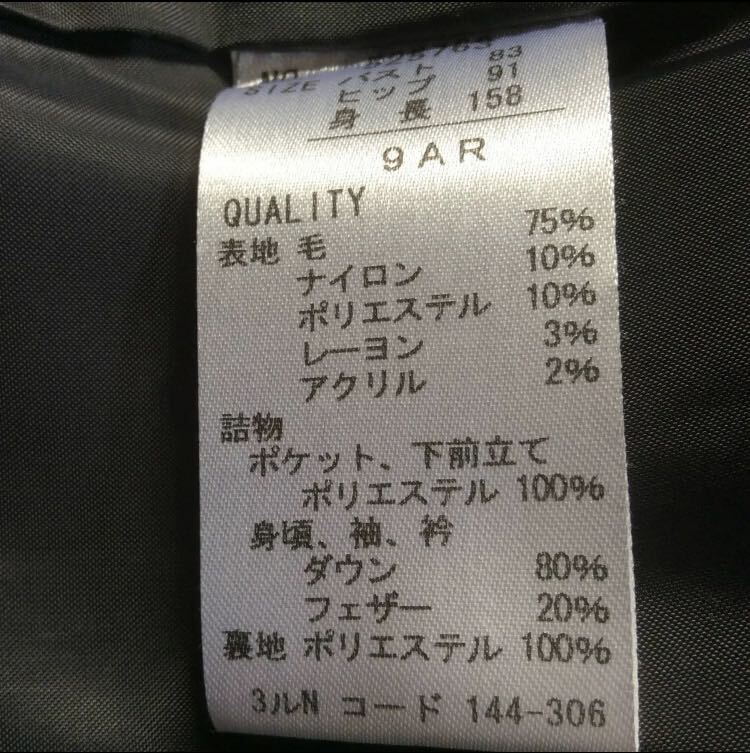 SIZE バスト 83
ヒップ 91
身長 158
9AR
QUALITY
表地 毛 75%
ナイロン 10%
ポリエステル 10%
レーヨン 3%
アクリル 2%
詰物
ポケット、下前立て
ポリエステル 100%
身頃、袖、衿
ダウン 80%
フェザー 20%
裏地 ポリエステル 100%
3ルN コード 144-306